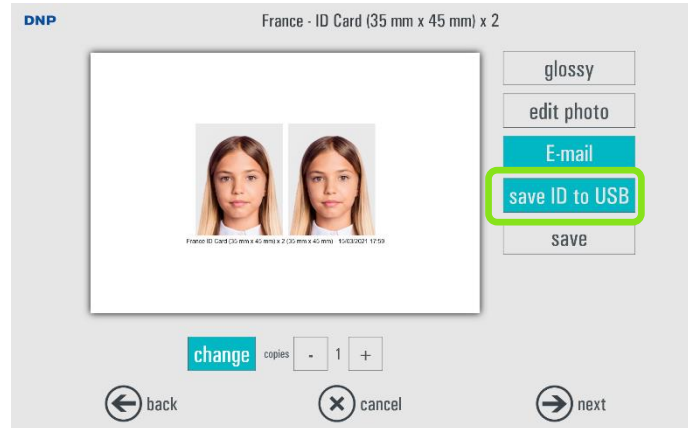 DNP
France - ID Card (35 mm x 45 mm) x 2
glossy
edit photo
E-mail
save ID to USB
save
France ID Card (35 mm x 45 mm) x 2 (35 mm x 45 mm) 15/03/2021 17:59
change copies - 1 +
back
cancel
next